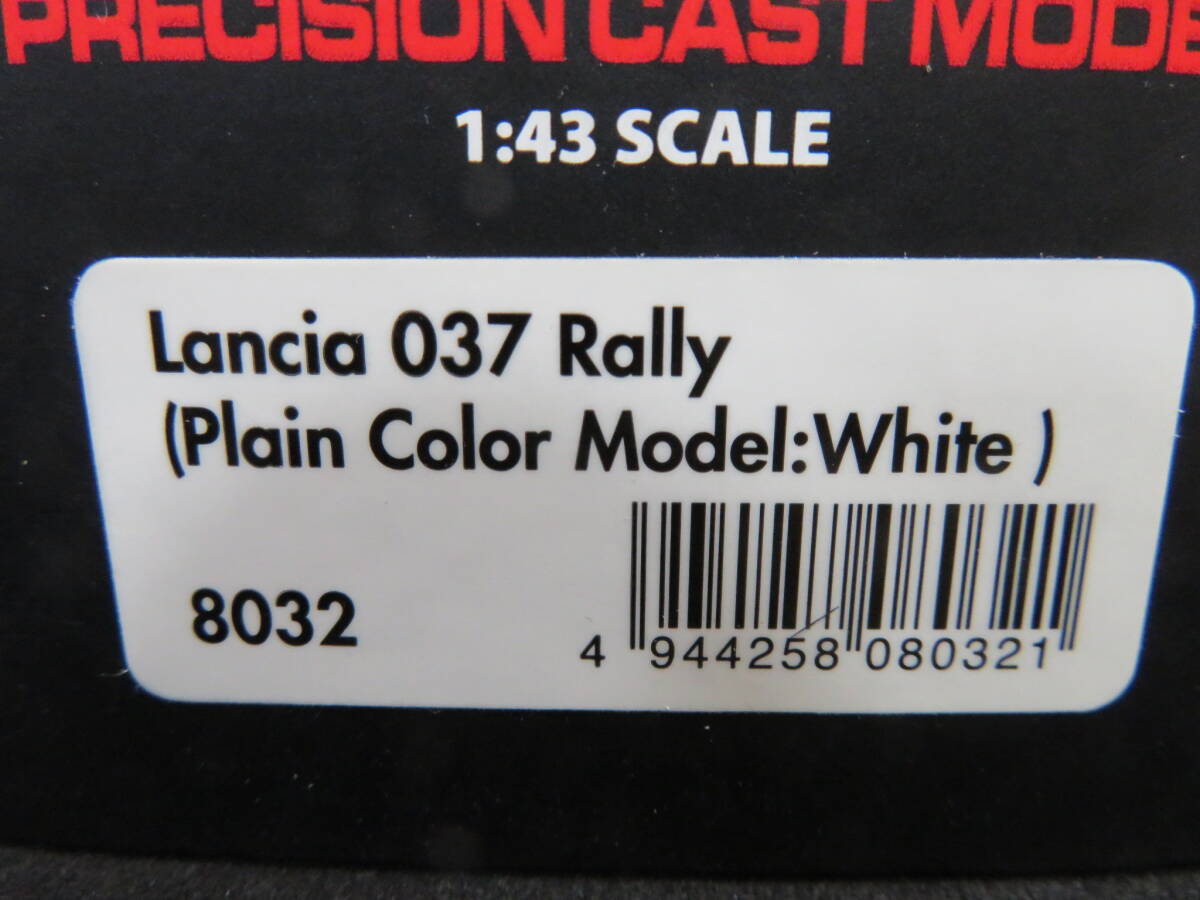 PRECISION CAST MODE
1:43 SCALE
Lancia 037 Rally
(Plain Color Model:White )
8032
4 944258 080321